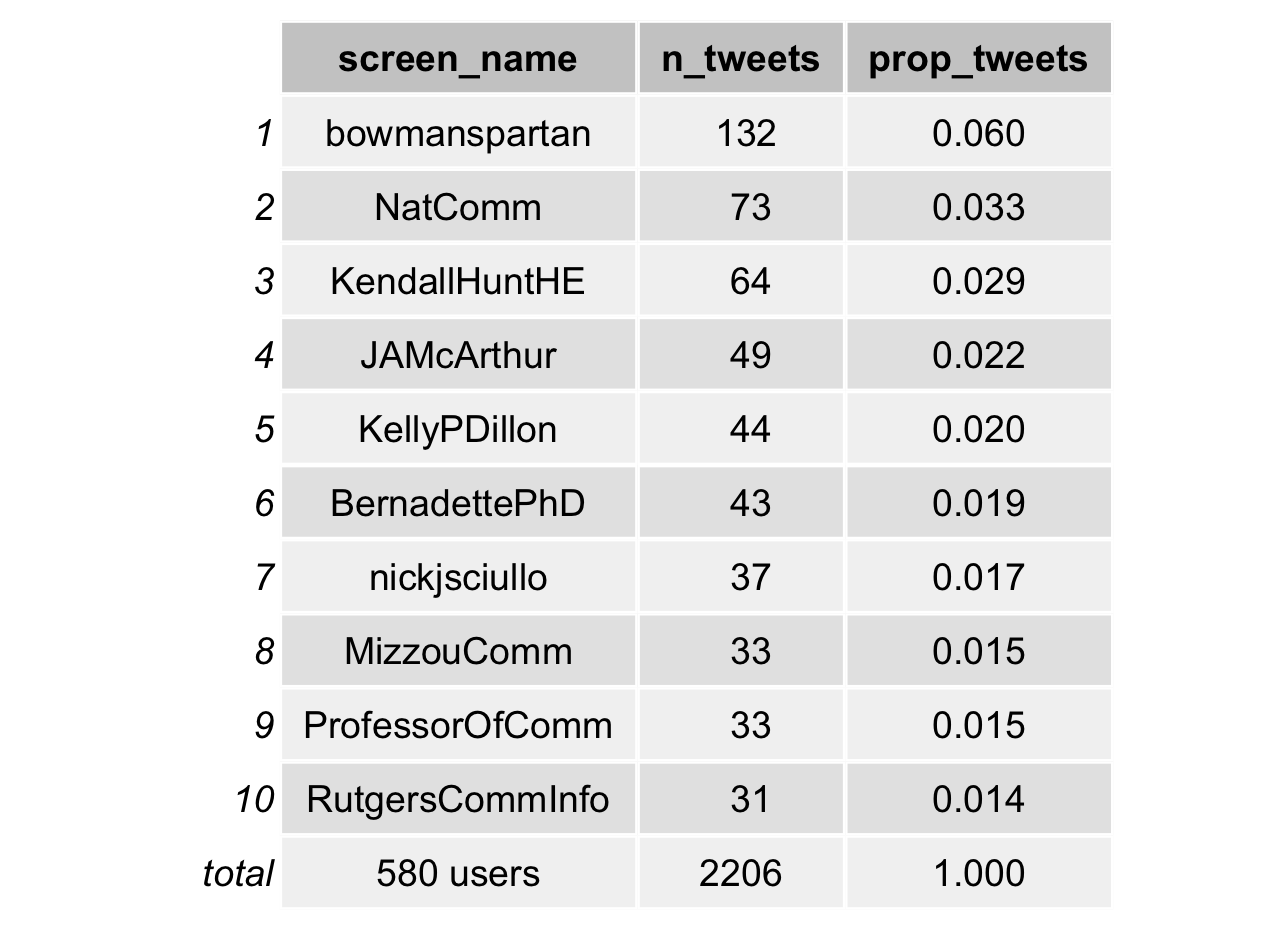 screen_name n_tweets prop_tweets
1 bowmanspartan 132 0.060
2 NatComm 73 0.033
3 KendallHuntHE 64 0.029
4 JAMcArthur 49 0.022
5 KellyPDillon 44 0.020
6 BernadettePhD 43 0.019
7 nickjsciullo 37 0.017
8 MizzouComm 33 0.015
9 ProfessorOfComm 33 0.015
10 RutgersCommInfo 31 0.014
total 580 users 2206 1.000